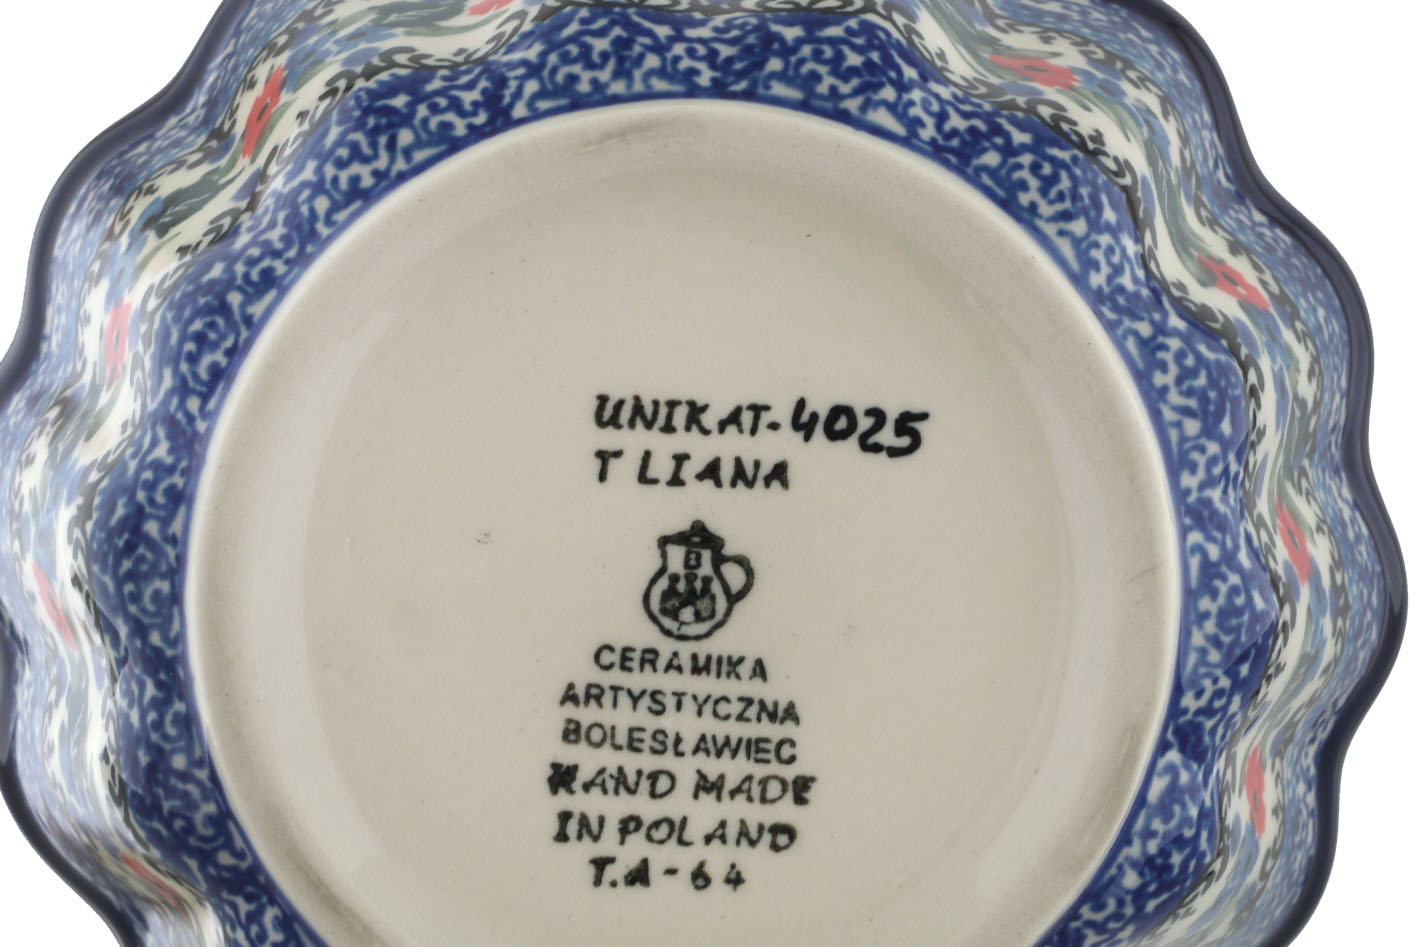 UNIKAT-4025
T LIANA
B
CERAMIKA
ARTYSTYCZNA
BOLESŁAWIEC
HAND MADE
IN POLAND
T.A-64